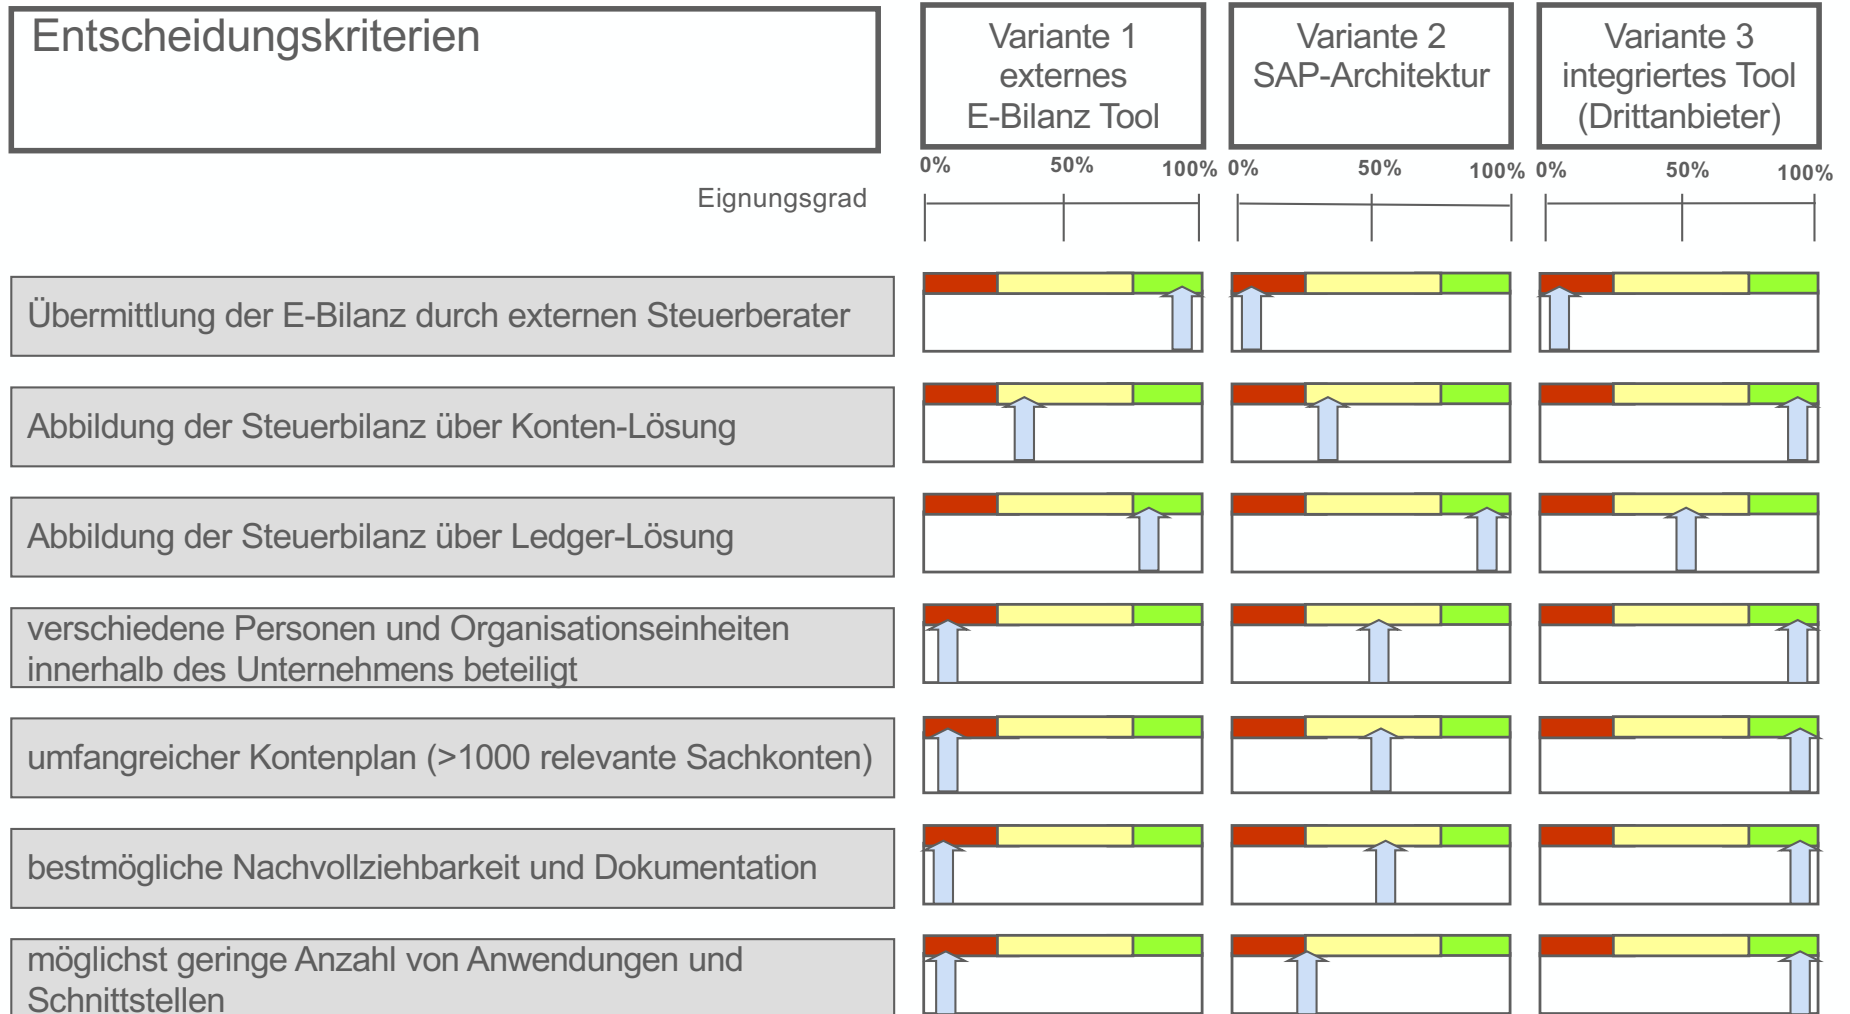 Entscheidungskriterien
Variante 1
externes
E-Bilanz Tool
Variante 2
SAP-Architektur
Variante 3
integriertes Tool
(Drittanbieter)
0% 50% 100% 0% 50% 100% 0% 50% 100%
Eignungsgrad
Übermittlung der E-Bilanz durch externen Steuerberater
Abbildung der Steuerbilanz über Konten-Lösung
Abbildung der Steuerbilanz über Ledger-Lösung
verschiedene Personen und Organisationseinheiten
innerhalb des Unternehmens beteiligt
umfangreicher Kontenplan (>1000 relevante Sachkonten)
bestmögliche Nachvollziehbarkeit und Dokumentation
möglichst geringe Anzahl von Anwendungen und
Schnittstellen